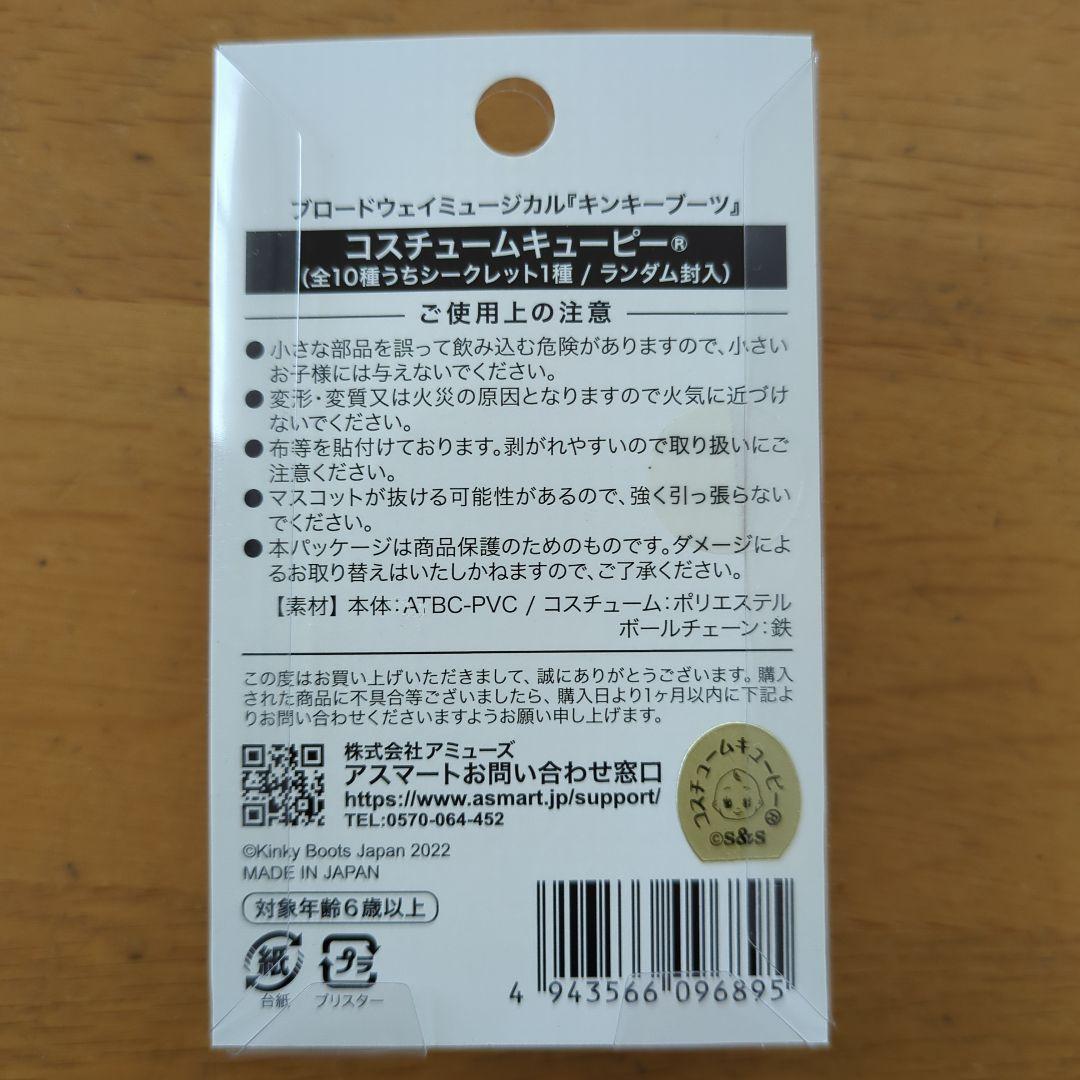 ブロードウェイミュージカル『キンキーブーツ』
コスチュームキューピー®
（全10種うちシークレット1種 / ランダム封入）
ご使用上の注意
●小さな部品を誤って飲み込む危険がありますので、小さい
お子様には与えないでください。
●変形・変質又は火災の原因となりますので火気に近づけ
ないでください。
●布等を貼付けております。剥がれやすいので取り扱いにご
注意ください。
●マスコットが抜ける可能性があるので、強く引っ張らない
でください。
●本パッケージは商品保護のためのものです。ダメージによ
るお取り替えはいたしかねますので、ご了承ください。
【素材】本体：ATBC-PVC / コスチューム：ポリエステル
ボールチェーン：鉄
この度はお買い上げいただきまして、誠にありがとうございます。購入
された商品に不具合等ございましたら、購入日より1ヶ月以内に下記よ
りお問い合わせくださいますようお願い申し上げます。
株式会社アミューズ
アスマートお問い合わせ窓口
https://www.asmart.jp/support/
TEL:0570-064-452
コスチュームキューピー®
©S&S
©Kinky Boots Japan 2022
MADE IN JAPAN
対象年齢6歳以上
紙
台紙
プラ
ブリスター
4 943566 096895